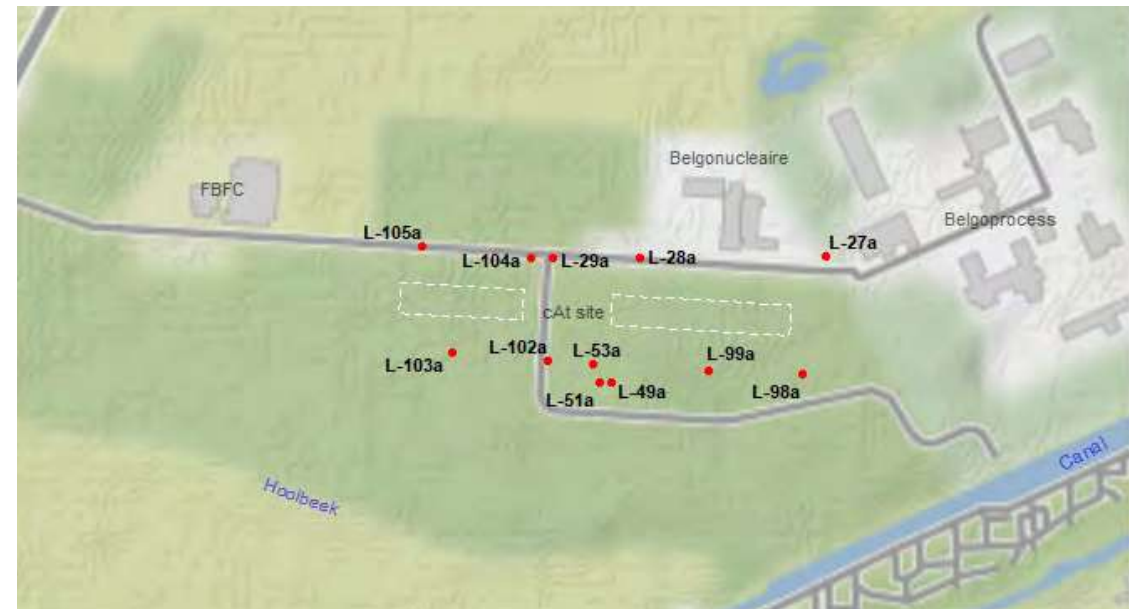 Belgonucleaire
FBFC
Belgoprocess
L-105a
L-27a
L-104a
L-29a
L-28a
cAt site
L-102a
L-53a
L-99a
L-103a
L-51a
L-49a
L-98a
Canal
Hoolbeek